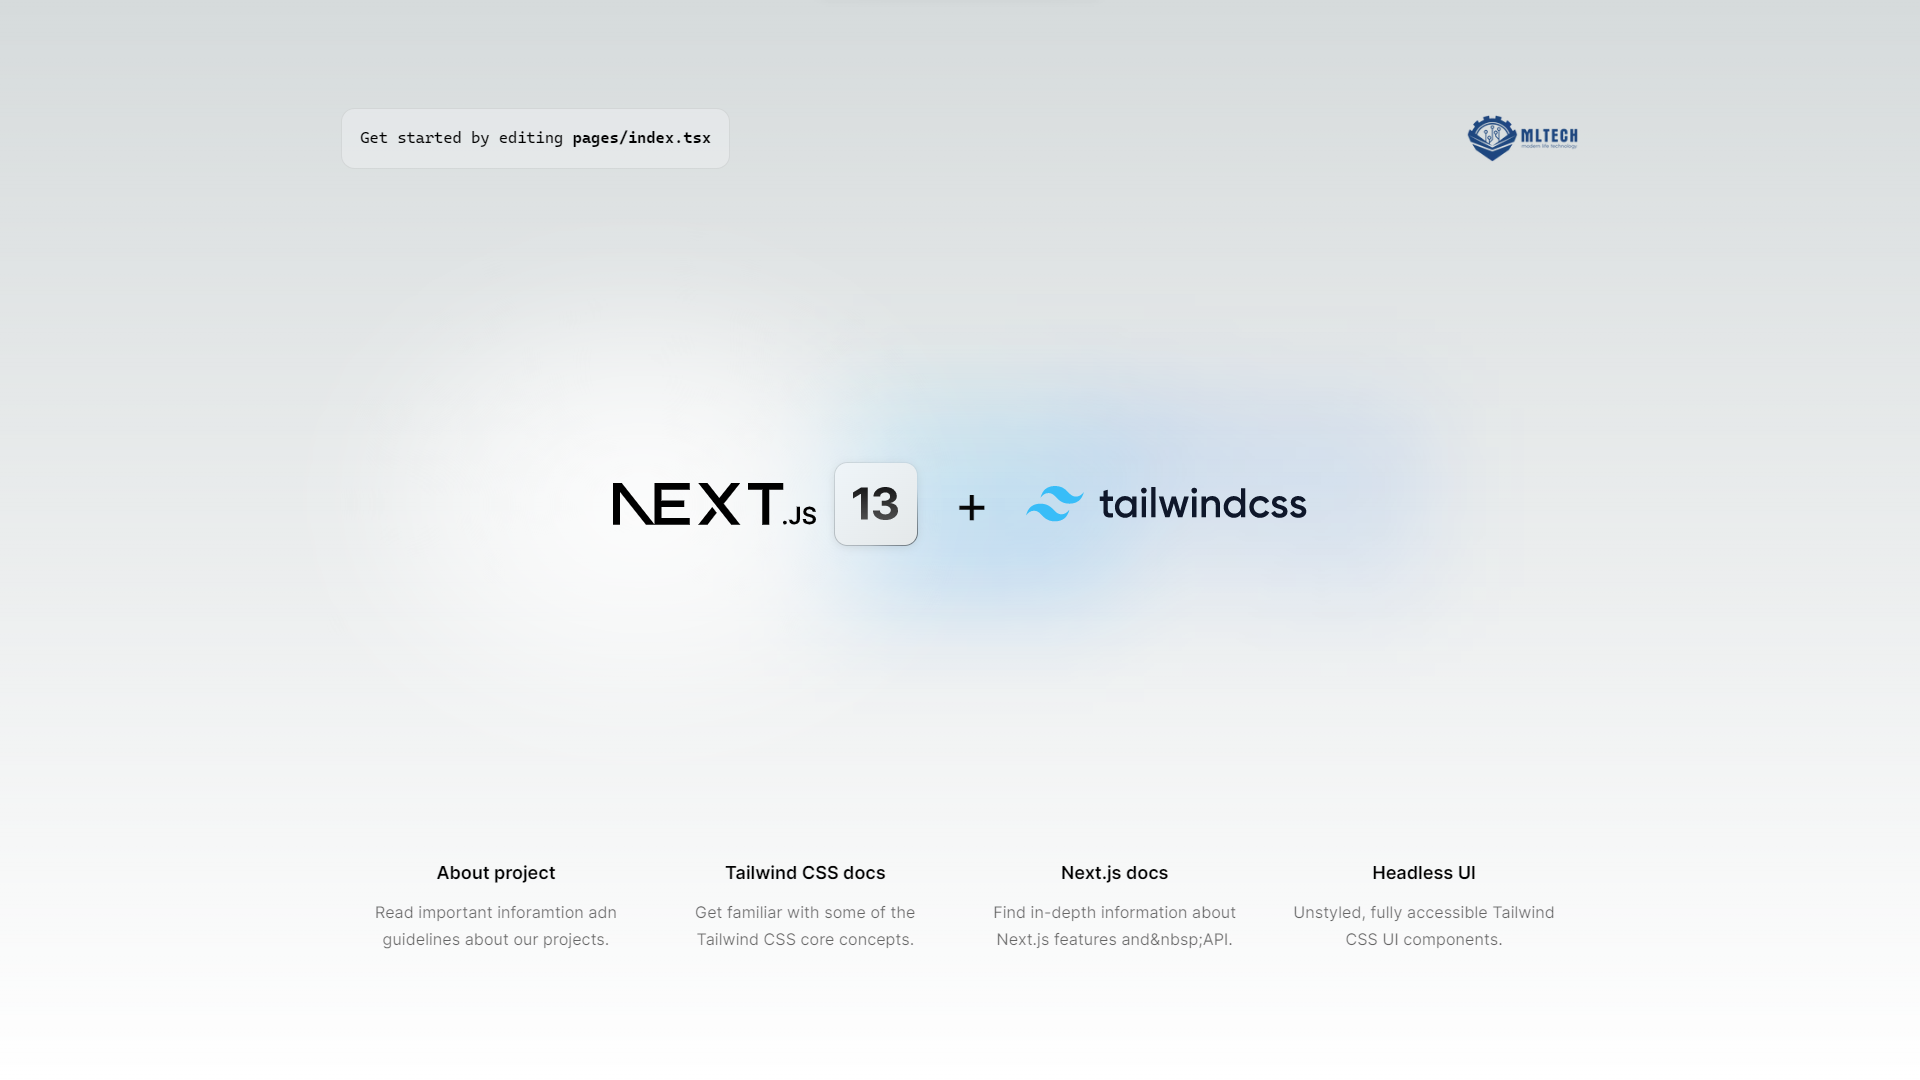 Get started by editing pages/index.tsx
MLTECH
modern life technology
NEXT.JS 13 + tailwindcss
About project
Read important inforamtion adn
guidelines about our projects.
Tailwind CSS docs
Get familiar with some of the
Tailwind CSS core concepts.
Next.js docs
Find in-depth information about
Next.js features and&nbsp;API.
Headless UI
Unstyled, fully accessible Tailwind
CSS UI components.